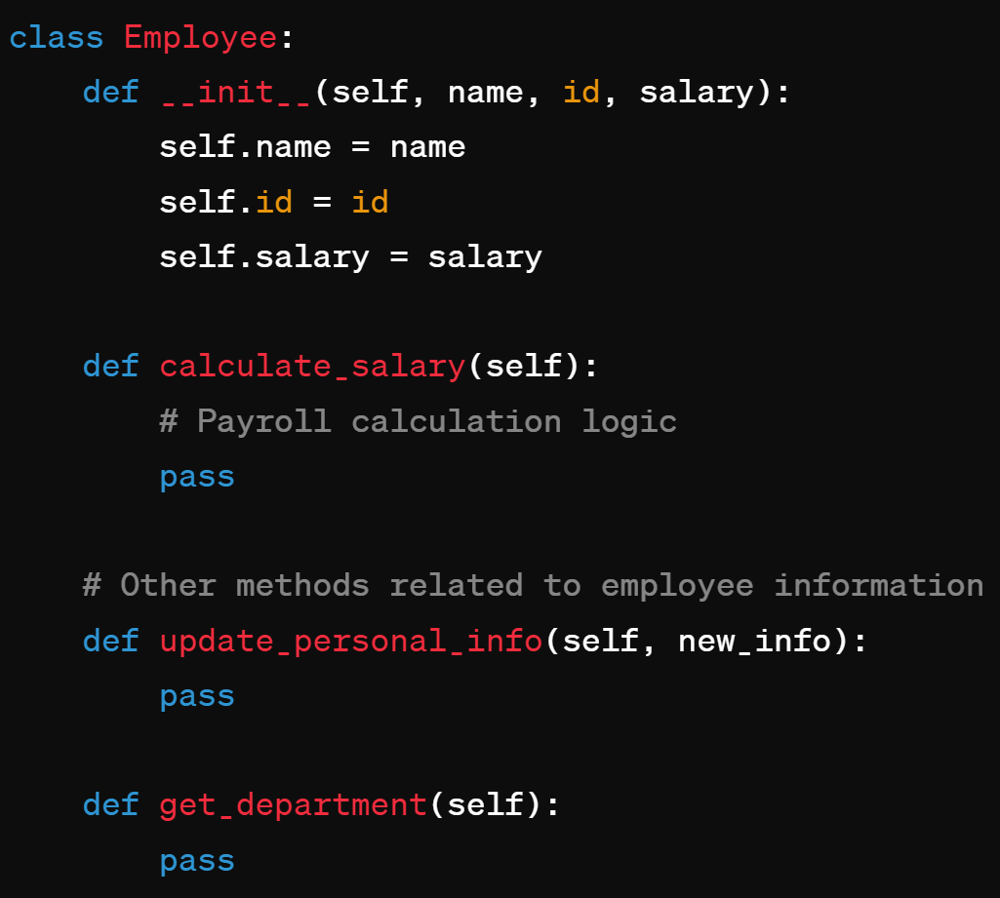 class Employee:
    def __init__(self, name, id, salary):
        self.name = name
        self.id = id
        self.salary = salary
    def calculate_salary(self):
        # Payroll calculation logic
        pass
    # Other methods related to employee information
    def update_personal_info(self, new_info):
        pass
    def get_department(self):
        pass